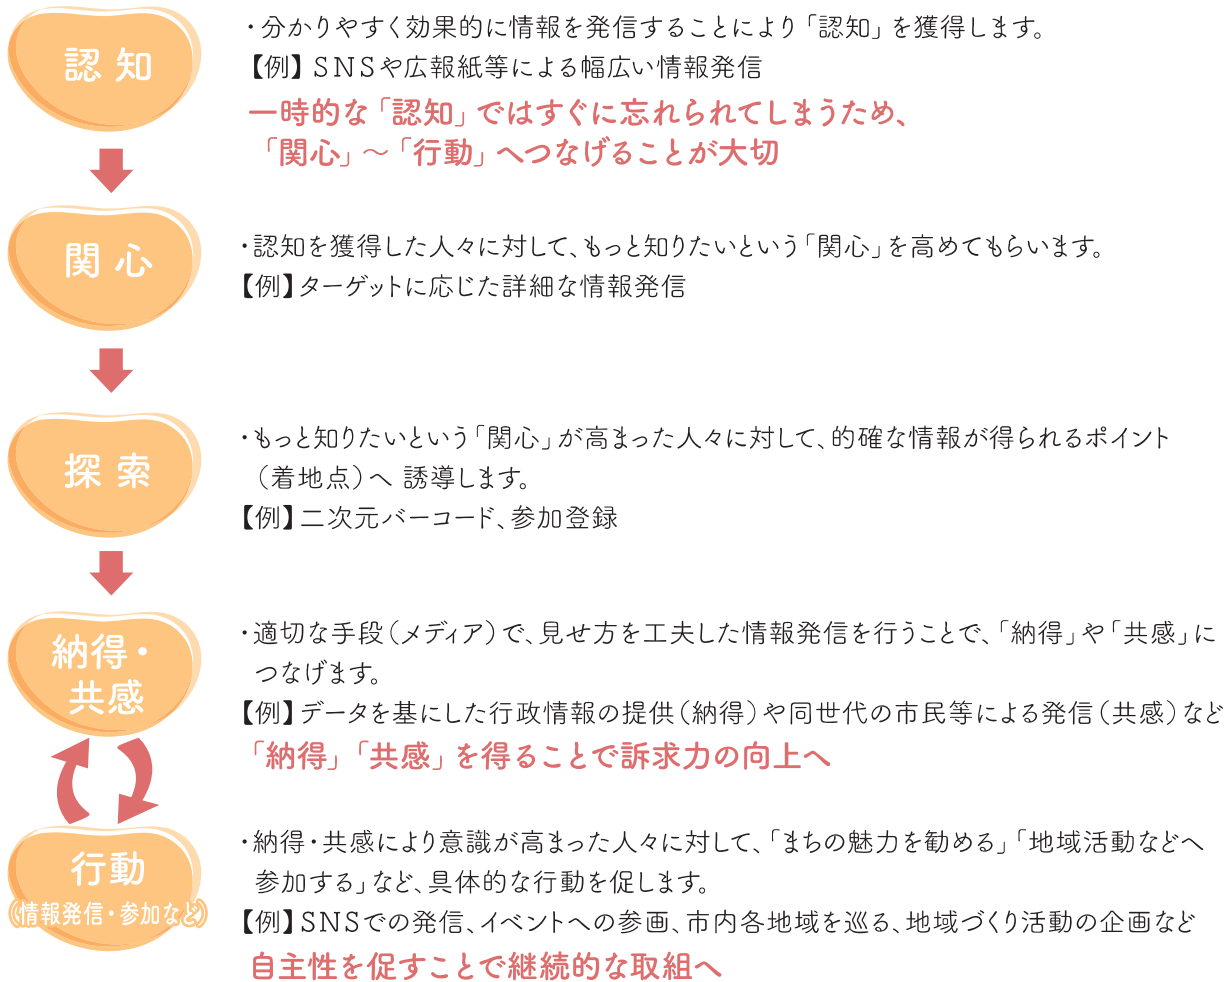 認知
・分かりやすく効果的に情報を発信することにより「認知」を獲得します。
【例】SNSや広報紙等による幅広い情報発信
一時的な「認知」ではすぐに忘れられてしまうため、
「関心」～「行動」へつなげることが大切
関心
・認知を獲得した人々に対して、もっと知りたいという「関心」を高めてもらいます。
【例】ターゲットに応じた詳細な情報発信
探索
・もっと知りたいという「関心」が高まった人々に対して、的確な情報が得られるポイント
（着地点）へ 誘導します。
【例】二次元バーコード、参加登録
納得・
共感
・適切な手段（メディア）で、見せ方を工夫した情報発信を行うことで、「納得」や「共感」に
つなげます。
【例】データを基にした行政情報の提供（納得）や同世代の市民等による発信（共感）など
「納得」「共感」を得ることで訴求力の向上へ
行動
（情報発信・参加など）
・納得・共感により意識が高まった人々に対して、「まちの魅力を勧める」「地域活動などへ
参加する」など、具体的な行動を促します。
【例】SNSでの発信、イベントへの参画、市内各地域を巡る、地域づくり活動の企画など
自主性を促すことで継続的な取組へ